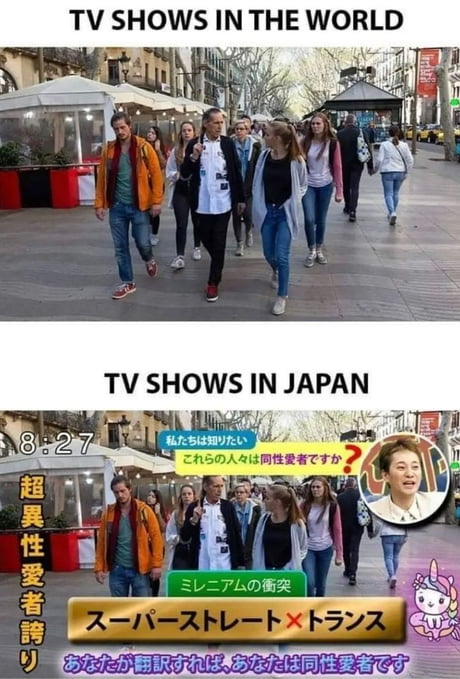 TV SHOWS IN THE WORLD
TV SHOWS IN JAPAN
8:27
私たちは知りたい
これらの人々は同性愛者ですか?
超異性愛者誇り
ミレニアムの衝突
スーパーストレート×トランス
あなたが翻訳すれば、あなたは同性愛者です